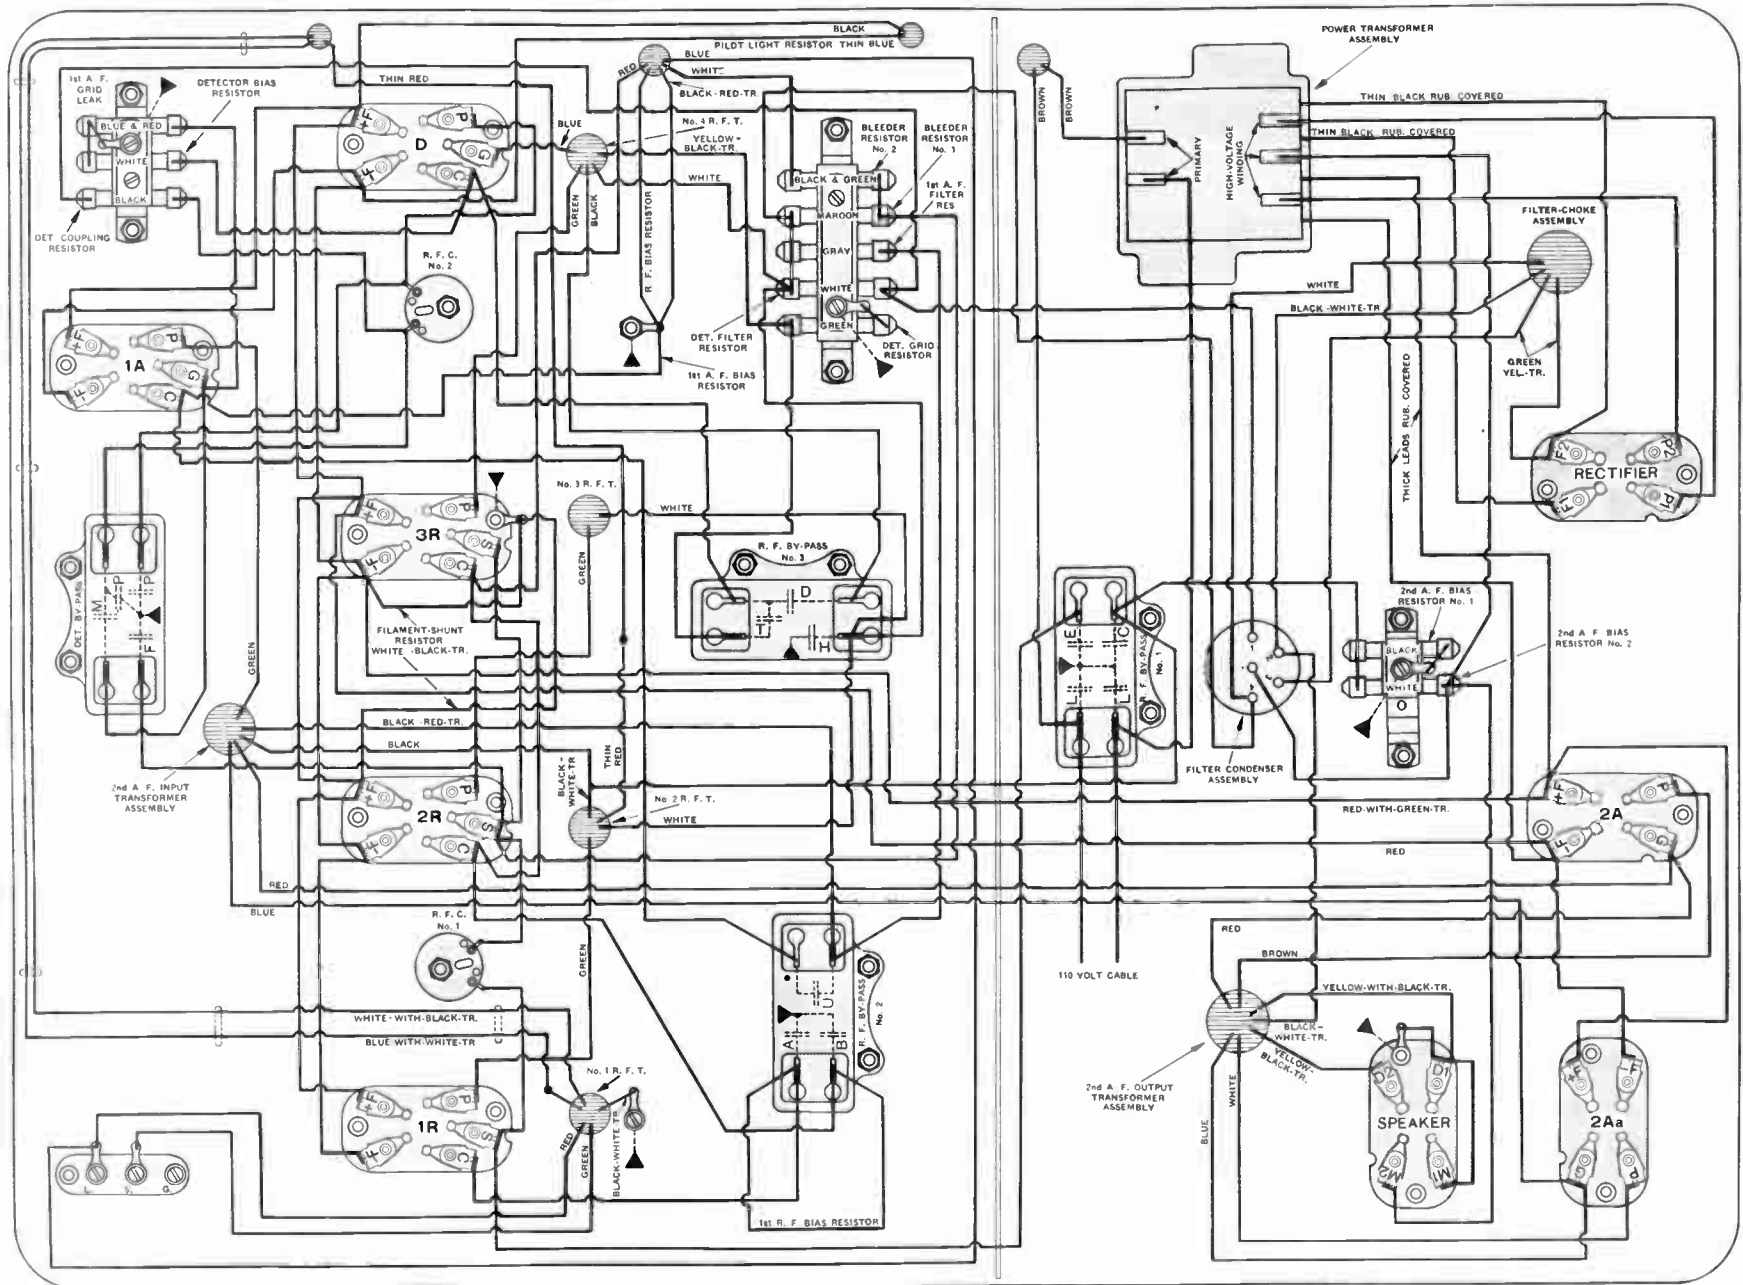 BLACK
PILOT LIGHT RESISTOR THIN BLUE
BLUE
RED
WHITE
BLACK-RED-TR.
THIN RED
1st A. F.
GRID
LEAK
DETECTOR BIAS
RESISTOR
BLUE & RED
WHITE
BLACK
DET COUPLING
RESISTOR
+F
P
D
G
-F
C
BLUE
No. 4 R. F. T.
YELLOW-
BLACK-TR.
WHITE
GREEN
BLACK
R F. BIAS RESISTOR
BLEEDER
RESISTOR
No. 2
BLEEDER
RESISTOR
No. 1
BLACK & GREEN
1st A. F.
FILTER
RES
MAROON
GRAY
WHITE
GREEN
DET. FILTER
RESISTOR
DET. GRID
RESISTOR
1st A. F. BIAS
RESISTOR
R. F. C.
No. 2
+F
P
1A
G
-F
C
POWER TRANSFORMER
ASSEMBLY
BROWN
BROWN
PRIMARY
HIGH-VOLTAGE
WINDING
THIN BLACK RUB COVERED
THIN BLACK RUB. COVERED
FILTER-CHOKE
ASSEMBLY
WHITE
BLACK-WHITE-TR
GREEN
YEL.-TR.
THICK LEADS RUB. COVERED
F2
P2
RECTIFIER
F1
P1
+F
P
3R
S
-F
C
No. 3 R. F. T.
WHITE
GREEN
R. F. BY-PASS
No. 3
D
T
H
DET. BY-PASS
M
P
P
F
FILAMENT-SHUNT
RESISTOR
WHITE-BLACK-TR.
GREEN
BLACK-RED-TR.
BLACK
2nd A. F. INPUT
TRANSFORMER
ASSEMBLY
THIN
RED
BLACK-
WHITE-TR
No. 2 R. F. T.
WHITE
+F
P
2R
S
-F
C
E
C
L
L
R. F. BY-PASS
No. 1
FILTER CONDENSER
ASSEMBLY
2nd A. F. BIAS
RESISTOR No. 1
2nd A F. BIAS
RESISTOR No. 2
BLACK
WHITE
RED-WITH-GREEN-TR.
RED
+F
P
2A
F-
G
RED
BLUE
R. F. C.
No. 1
GREEN
U
A
B
R. F. BY-PASS
No. 2
110 VOLT CABLE
RED
BROWN
YELLOW-WITH-BLACK-TR.
BLACK-
WHITE-TR.
YELLOW-
BLACK-TR.
2nd A F. OUTPUT
TRANSFORMER
ASSEMBLY
WHITE
BLUE
D2
D1
SPEAKER
M2
M1
+F
-F
2Aa
G
P
WHITE-WITH-BLACK-TR.
BLUE WITH-WHITE-TR
No. 1 R. F. T.
+F
P
1R
S
-F
C
RED
GREEN
BLACK-WHITE TR
1st R. F BIAS RESISTOR
L.
S.
G.